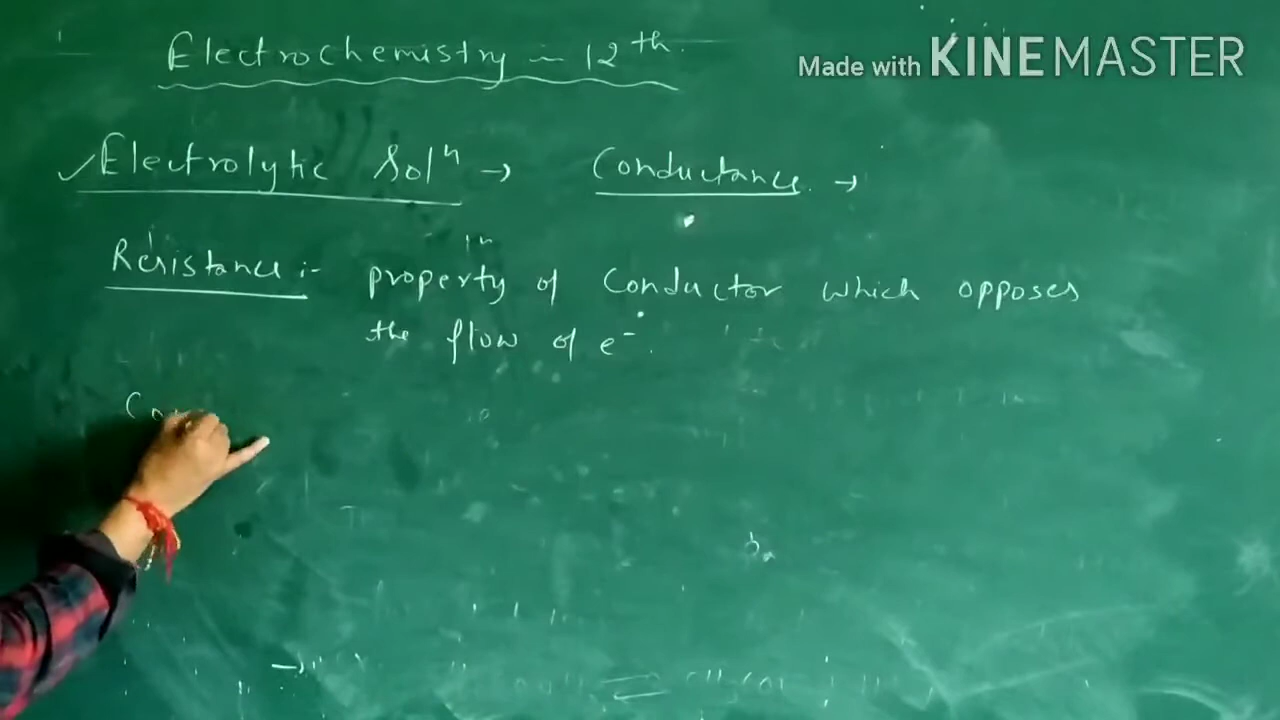 Electrochemistry - 12th.
Made with KINEMASTER
✓Electrolytic Solⁿ → Conductance. →
Resistance :- property of conductor which opposes
the flow of e⁻.